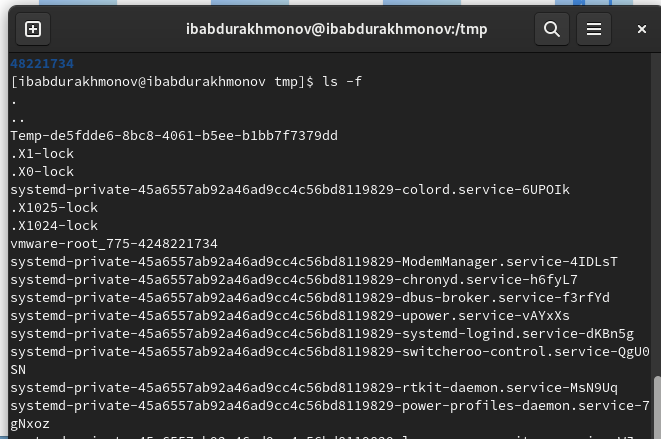 ibabdurakhmonov@ibabdurakhmonov:/tmp
48221734
[ibabdurakhmonov@ibabdurakhmonov tmp]$ ls -f
.
..
Temp-de5fdde6-8bc8-4061-b5ee-b1bb7f7379dd
.X1-lock
.X0-lock
systemd-private-45a6557ab92a46ad9cc4c56bd8119829-colord.service-6UPOIk
.X1025-lock
.X1024-lock
vmware-root_775-4248221734
systemd-private-45a6557ab92a46ad9cc4c56bd8119829-ModemManager.service-4IDLsT
systemd-private-45a6557ab92a46ad9cc4c56bd8119829-chronyd.service-h6fyL7
systemd-private-45a6557ab92a46ad9cc4c56bd8119829-dbus-broker.service-f3rfYd
systemd-private-45a6557ab92a46ad9cc4c56bd8119829-upower.service-vAYxXs
systemd-private-45a6557ab92a46ad9cc4c56bd8119829-systemd-logind.service-dKBn5g
systemd-private-45a6557ab92a46ad9cc4c56bd8119829-switcheroo-control.service-QgU0
SN
systemd-private-45a6557ab92a46ad9cc4c56bd8119829-rtkit-daemon.service-MsN9Uq
systemd-private-45a6557ab92a46ad9cc4c56bd8119829-power-profiles-daemon.service-7
gNxoz